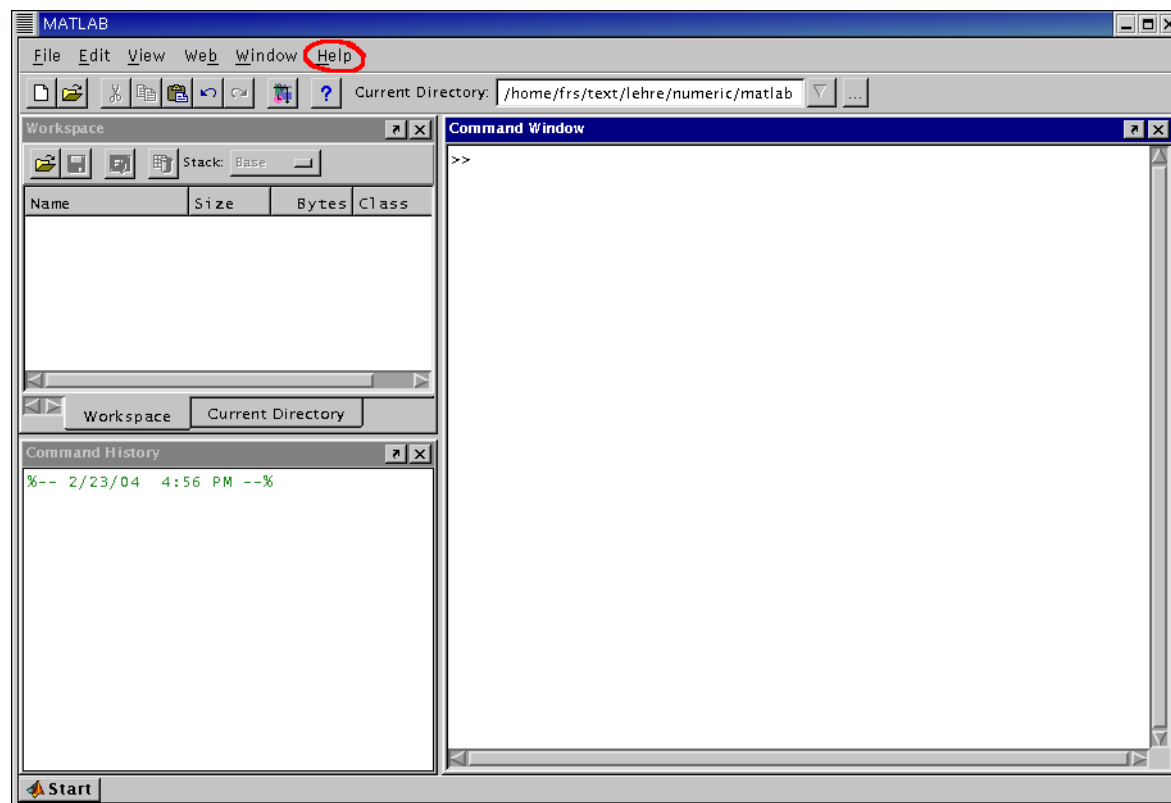 MATLAB
File Edit View Web Window Help
? Current Directory: /home/frs/text/lehre/numeric/matlab ...
Workspace
Stack: Base
Name Size Bytes Class
Workspace Current Directory
Command History
%-- 2/23/04 4:56 PM --%
Command Window
>>
Start